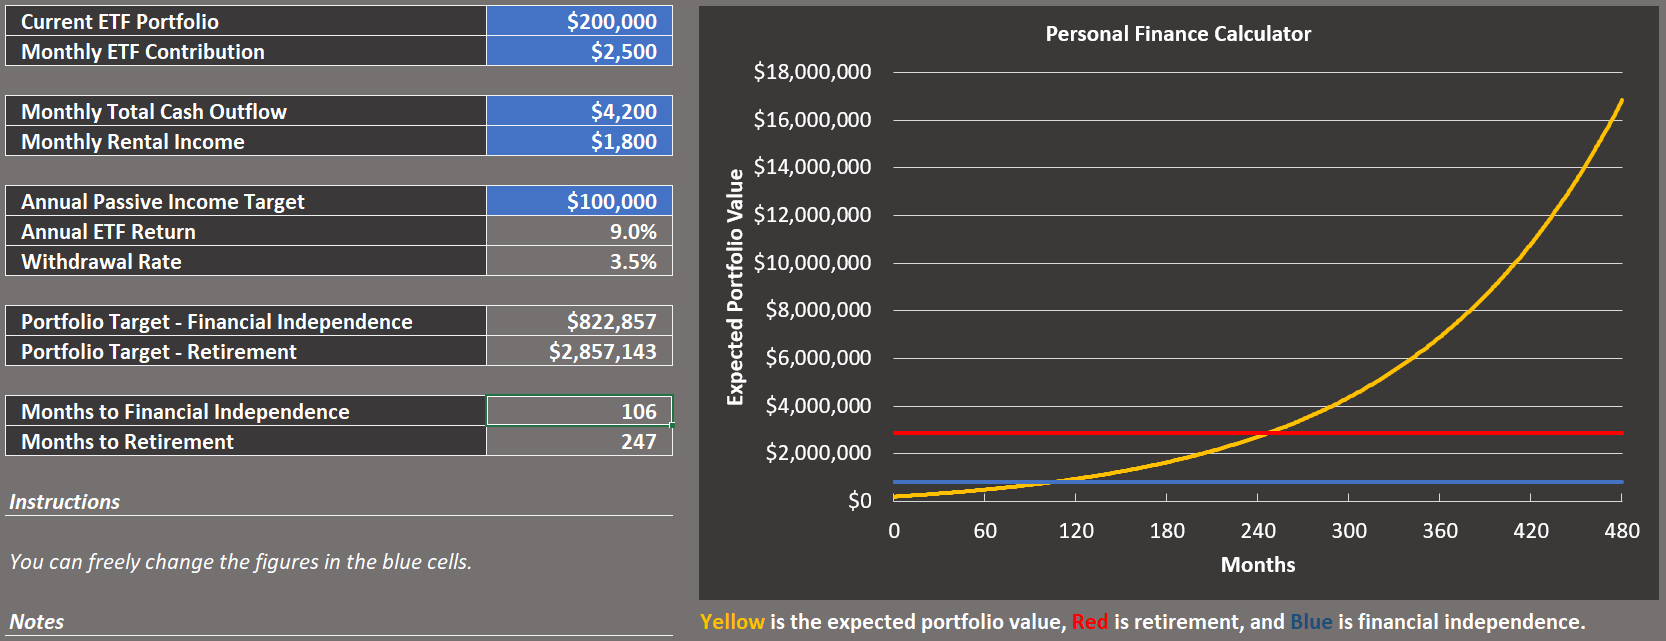 Current ETF Portfolio $200,000
Monthly ETF Contribution $2,500
Monthly Total Cash Outflow $4,200
Monthly Rental Income $1,800
Annual Passive Income Target $100,000
Annual ETF Return 9.0%
Withdrawal Rate 3.5%
Portfolio Target - Financial Independence $822,857
Portfolio Target - Retirement $2,857,143
Months to Financial Independence 106
Months to Retirement 247
Instructions
You can freely change the figures in the blue cells.
Notes
Personal Finance Calculator
Expected Portfolio Value
$18,000,000
$16,000,000
$14,000,000
$12,000,000
$10,000,000
$8,000,000
$6,000,000
$4,000,000
$2,000,000
$0
0 60 120 180 240 300 360 420 480
Months
Yellow is the expected portfolio value, Red is retirement, and Blue is financial independence.